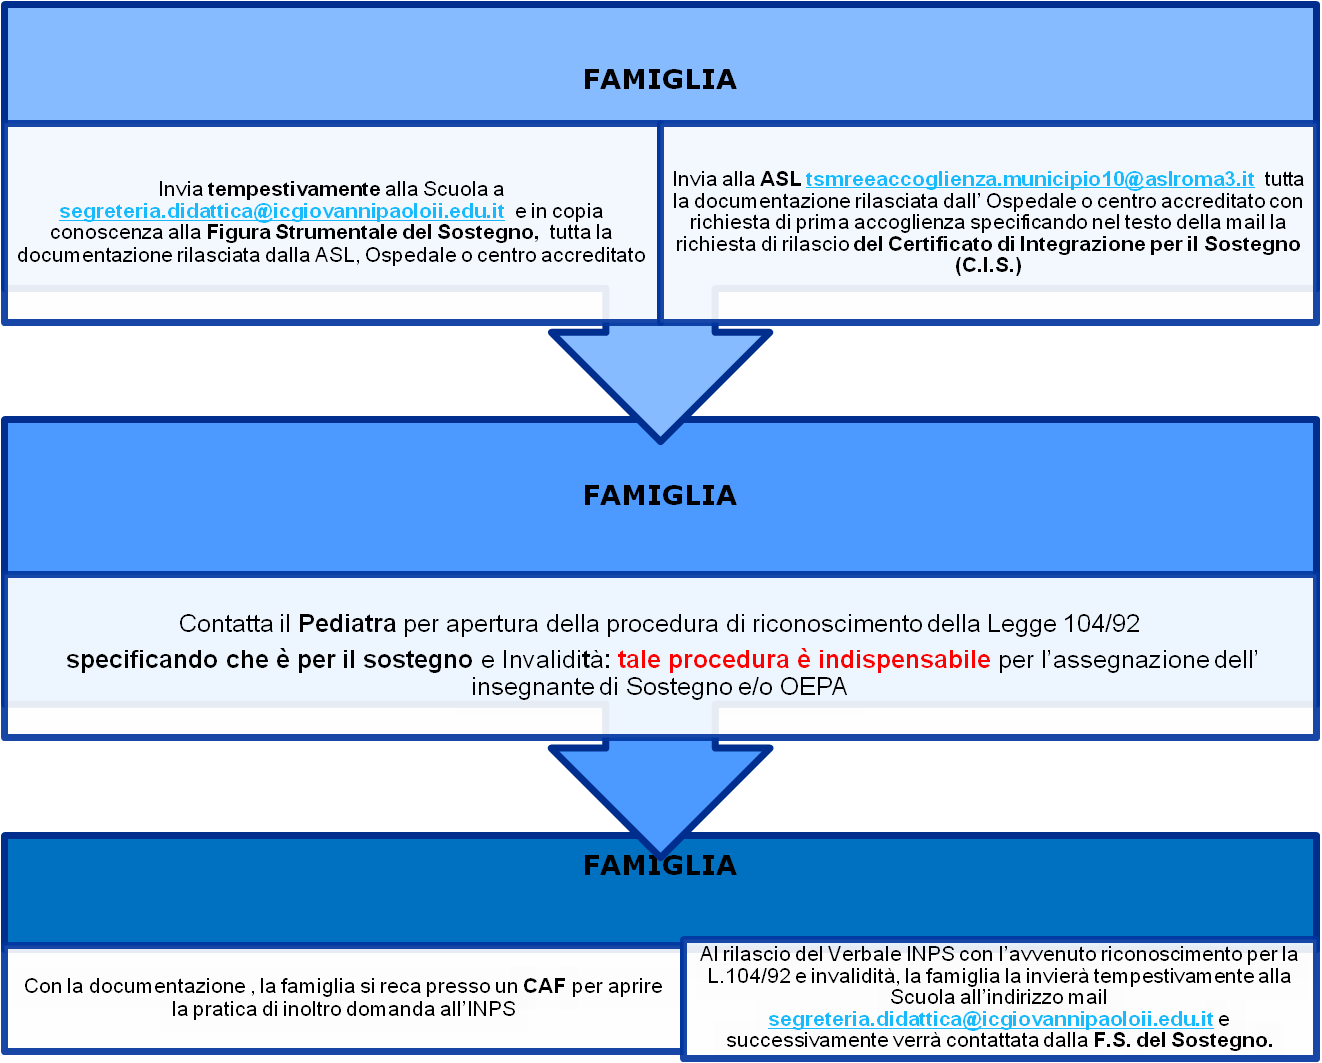 FAMIGLIA
Invia tempestivamente alla Scuola a
segreteria.didattica@icgiovannipaoloii.edu.it e in copia
conoscenza alla Figura Strumentale del Sostegno, tutta la
documentazione rilasciata dalla ASL, Ospedale o centro accreditato
Invia alla ASL tsmreeaccoglienza.municipio10@aslroma3.it tutta
la documentazione rilasciata dall’ Ospedale o centro accreditato con
richiesta di prima accoglienza specificando nel testo della mail la
richiesta di rilascio del Certificato di Integrazione per il Sostegno
(C.I.S.)
FAMIGLIA
Contatta il Pediatra per apertura della procedura di riconoscimento della Legge 104/92
specificando che è per il sostegno e Invalidità: tale procedura è indispensabile per l’assegnazione dell’
insegnante di Sostegno e/o OEPA
FAMIGLIA
Con la documentazione , la famiglia si reca presso un CAF per aprire
la pratica di inoltro domanda all’INPS
Al rilascio del Verbale INPS con l’avvenuto riconoscimento per la
L.104/92 e invalidità, la famiglia la invierà tempestivamente alla
Scuola all’indirizzo mail
segreteria.didattica@icgiovannipaoloii.edu.it e
successivamente verrà contattata dalla F.S. del Sostegno.